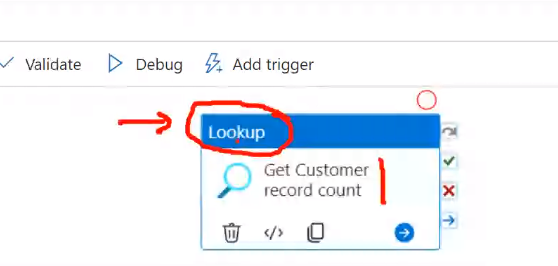 Validate Debug Add trigger
Lookup
Get Customer
record count